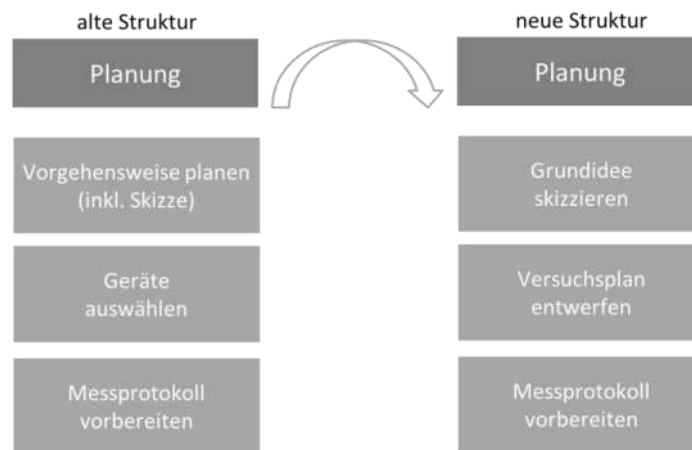 alte Struktur
Planung
Vorgehensweise planen
(inkl. Skizze)
Geräte
auswählen
Messprotokoll
vorbereiten
neue Struktur
Planung
Grundidee
skizzieren
Versuchsplan
entwerfen
Messprotokoll
vorbereiten